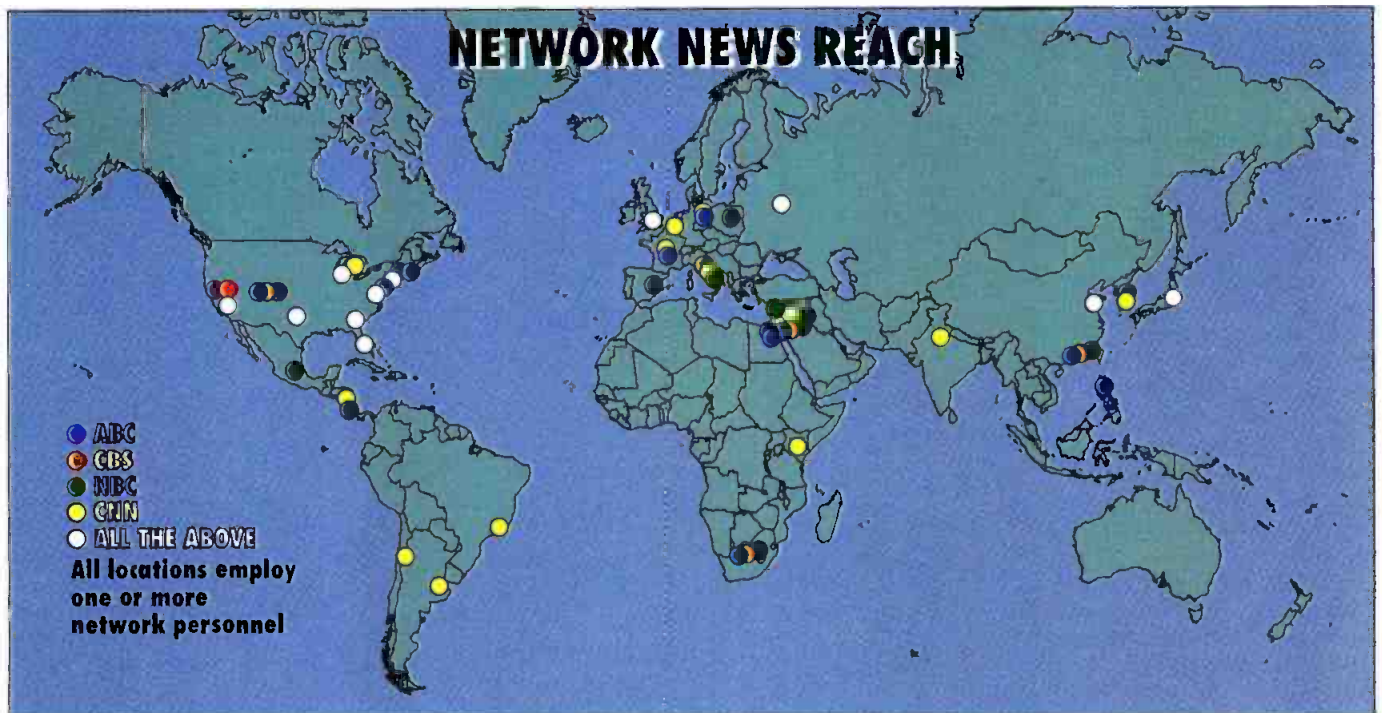 NETWORK NEWS REACH
ABC
CBS
NBC
CNN
ALL THE ABOVE
All locations employ
one or more
network personnel